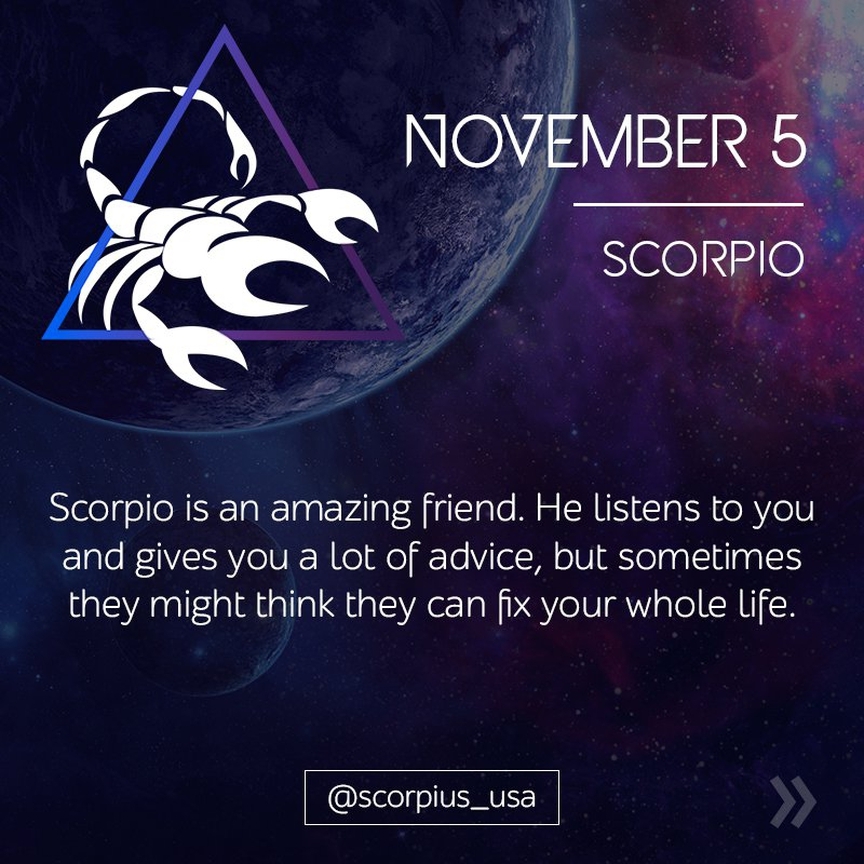 NOVEMBER 5
SCORPIO
Scorpio is an amazing friend. He listens to you
and gives you a lot of advice, but sometimes
they might think they can fix your whole life.
@scorpius_usa